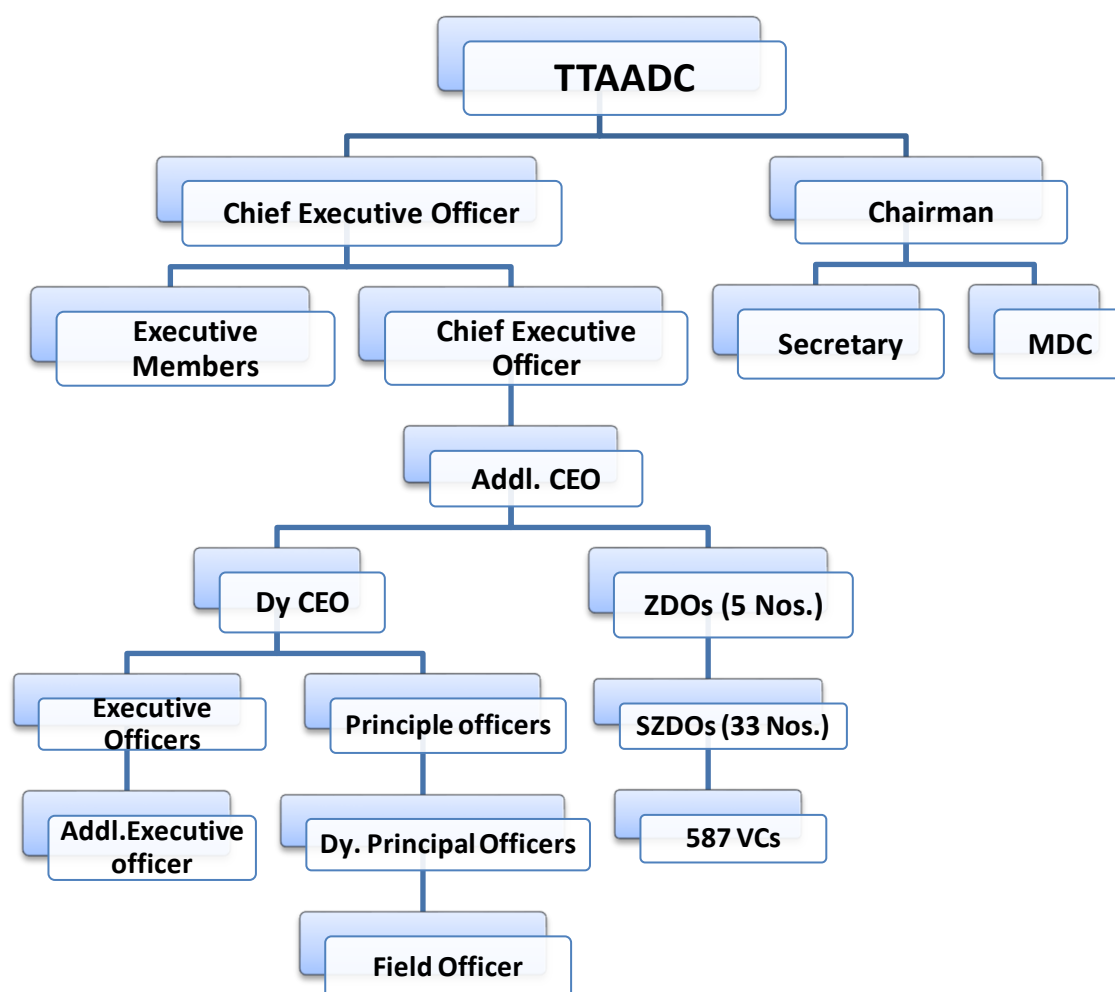 TTAADC
Chief Executive Officer
Chairman
Executive
Members
Chief Executive
Officer
Secretary
MDC
Addl. CEO
Dy CEO
ZDOs (5 Nos.)
Executive
Officers
Principle officers
SZDOs (33 Nos.)
Addl.Executive
officer
Dy. Principal Officers
587 VCs
Field Officer